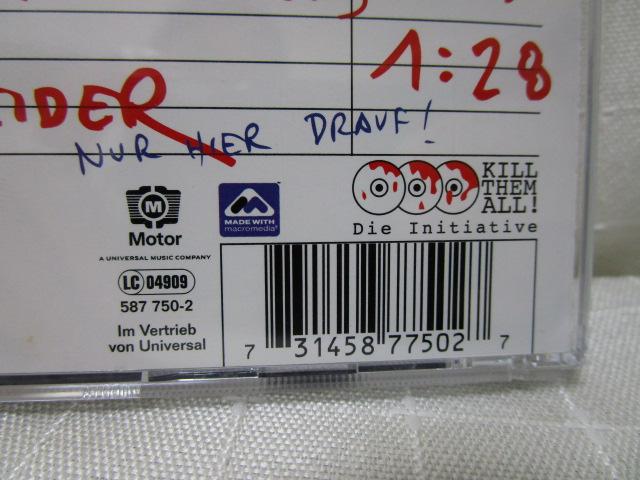 1:28
NUR HIER DRAUF!
M
Motor
A UNIVERSAL MUSIC COMPANY
LC 04909
587 750-2
Im Vertrieb
von Universal
MADE WITH
macromedia®
KILL
THEM
ALL!
Die Initiative
7 31458 77502 7